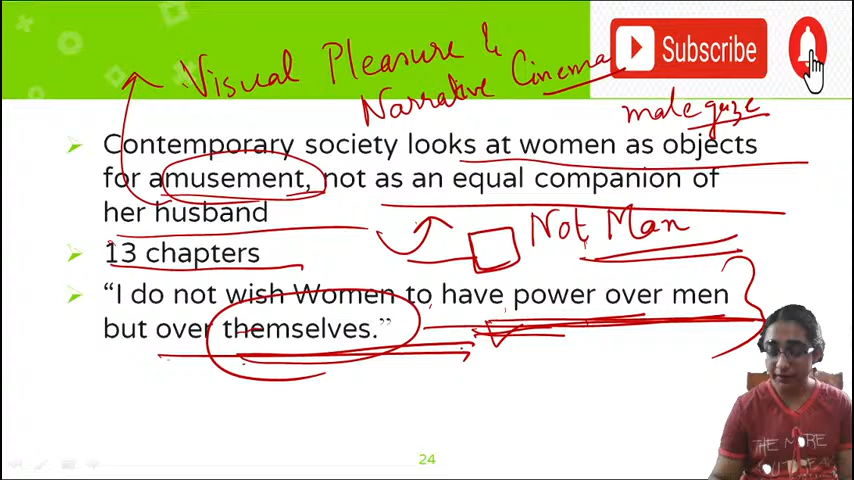 Visual Pleasure &
Narrative Cinema
Subscribe
male gaze
Contemporary society looks at women as objects
for amusement, not as an equal companion of
her husband
Not Man
13 chapters
“I do not wish Women to have power over men
but over themselves.”
THE MORE
24